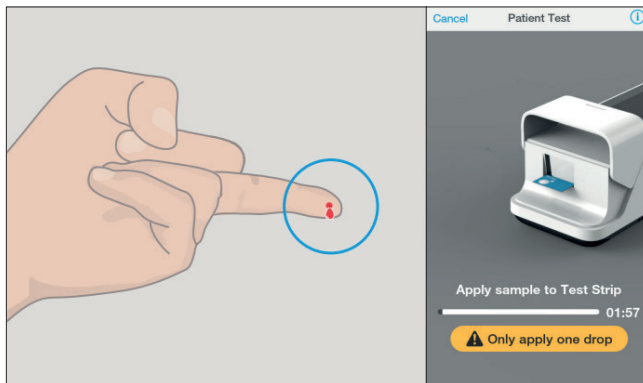 Cancel
Patient Test
Apply sample to Test Strip
01:57
Only apply one drop